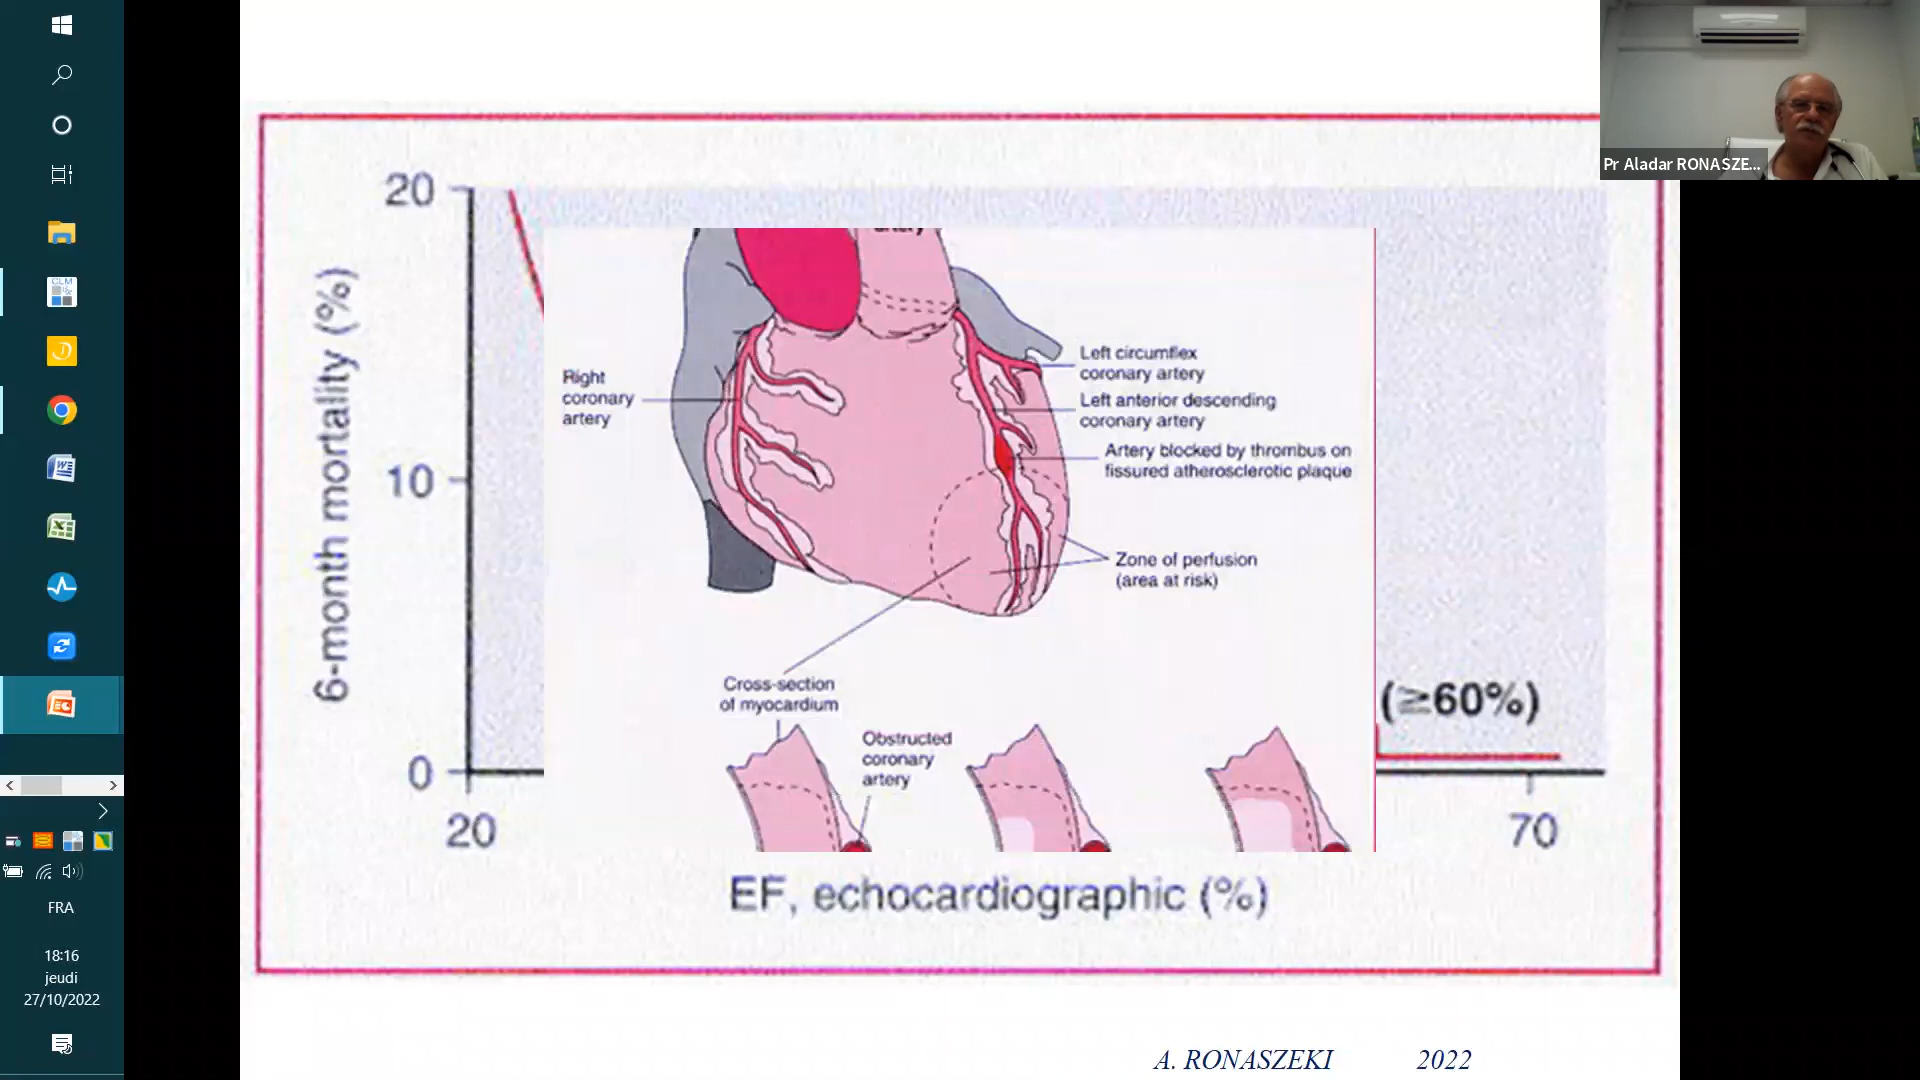 Pr Aladar RONASZE...
20
10
0
6-month mortality (%)
20
70
EF, echocardiographic (%)
(≥60%)
artery
Right
coronary
artery
Left circumflex
coronary artery
Left anterior descending
coronary artery
Artery blocked by thrombus on
fissured atherosclerotic plaque
Zone of perfusion
(area at risk)
Cross-section
of myocardium
Obstructed
coronary
artery
A. RONASZEKI 2022
FRA
18:16
jeudi
27/10/2022